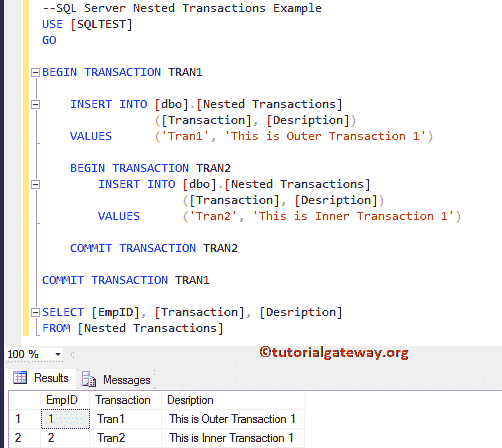 --SQL Server Nested Transactions Example
USE [SQLTEST]
GO
BEGIN TRANSACTION TRAN1
INSERT INTO [dbo].[Nested Transactions]
([Transaction], [Desription])
VALUES ('Tran1', 'This is Outer Transaction 1')
BEGIN TRANSACTION TRAN2
INSERT INTO [dbo].[Nested Transactions]
([Transaction], [Desription])
VALUES ('Tran2', 'This is Inner Transaction 1')
COMMIT TRANSACTION TRAN2
COMMIT TRANSACTION TRAN1
SELECT [EmpID], [Transaction], [Desription]
FROM [Nested Transactions]
100 %
©tutorialgateway.org
Results Messages
EmpID Transaction Desription
1 1 Tran1 This is Outer Transaction 1
2 2 Tran2 This is Inner Transaction 1